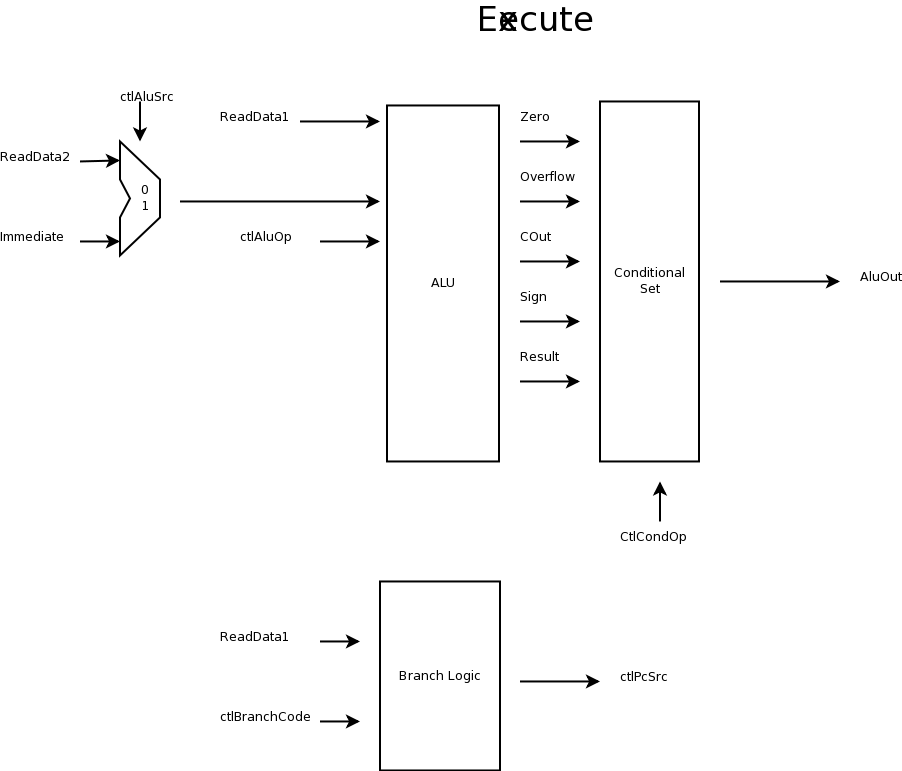 Execute
ctlAluSrc
ReadData1
Zero
ReadData2
Overflow
0
1
Immediate
ctlAluOp
COut
ALU
Conditional
Set
AluOut
Sign
Result
CtlCondOp
ReadData1
Branch Logic
ctlPcSrc
ctlBranchCode